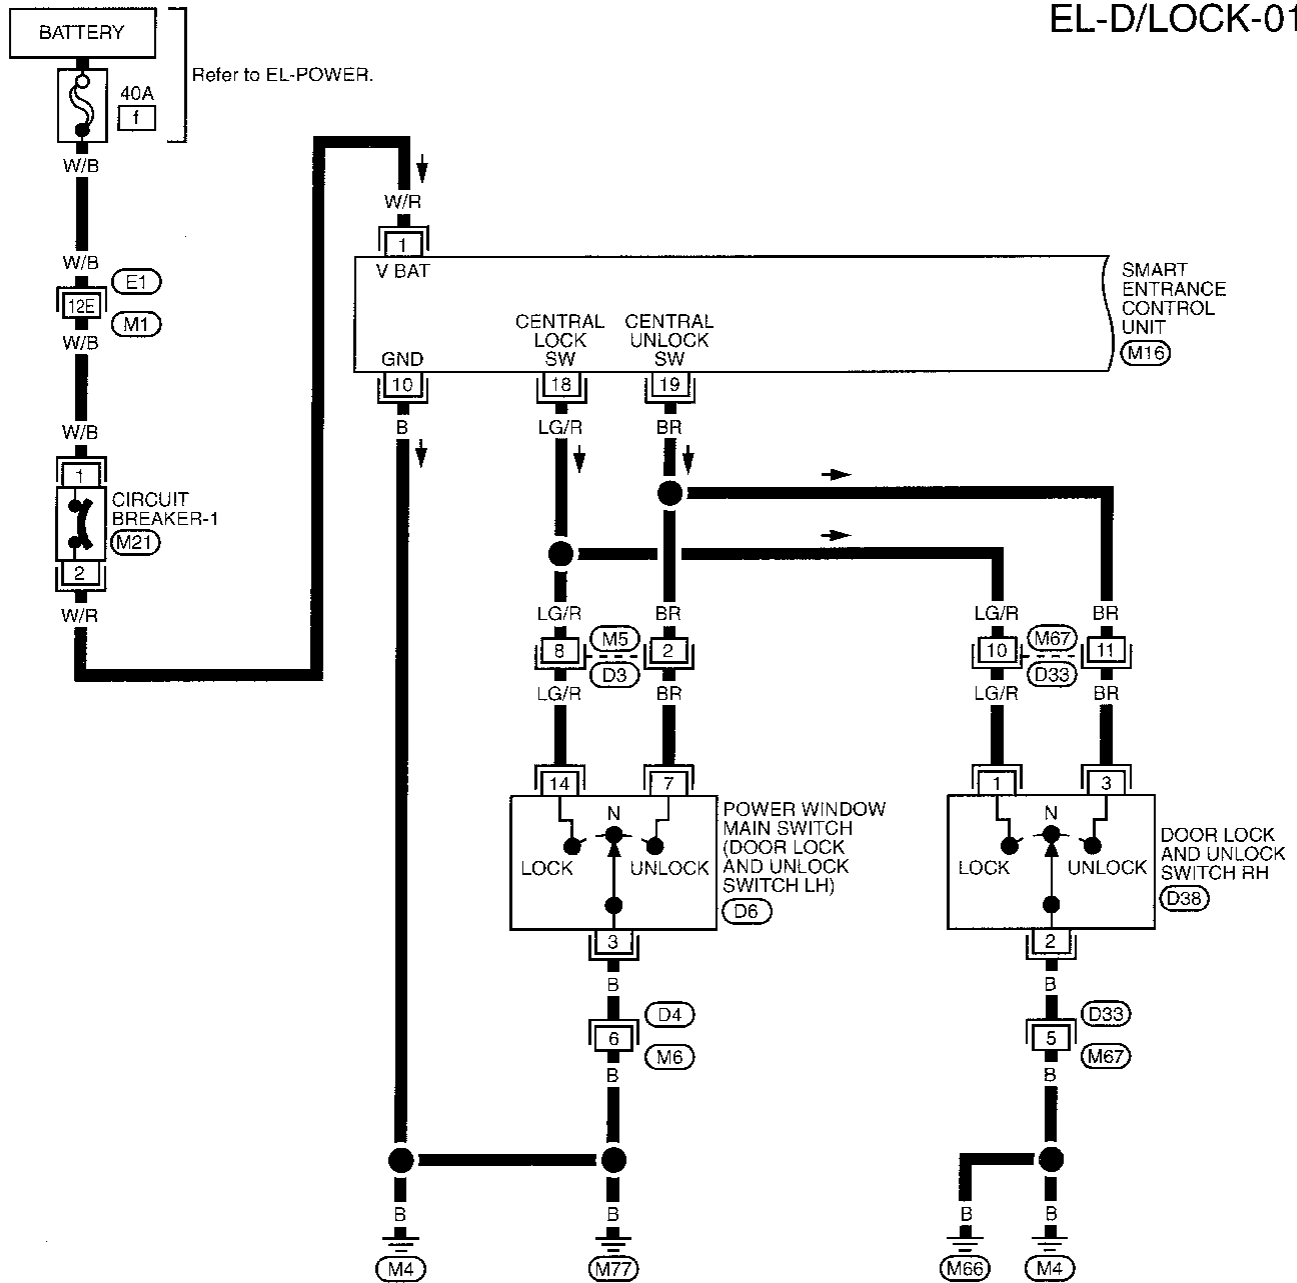 EL-D/LOCK-01
BATTERY
Refer to EL-POWER.
40A
f
W/B
W/R
1
V BAT
W/B
E1
12E
M1
W/B
SMART
ENTRANCE
CONTROL
UNIT
M16
CENTRAL
LOCK
SW
CENTRAL
UNLOCK
SW
GND
10
18
19
B
LG/R
BR
W/B
1
CIRCUIT
BREAKER-1
M21
2
W/R
LG/R
BR
LG/R
BR
8
M5
2
D3
10
M67
11
D33
LG/R
BR
LG/R
BR
14
7
1
3
N
LOCK
UNLOCK
POWER WINDOW
MAIN SWITCH
(DOOR LOCK
AND UNLOCK
SWITCH LH)
D6
N
LOCK
UNLOCK
DOOR LOCK
AND UNLOCK
SWITCH RH
D38
3
2
B
B
D4
6
M6
D33
5
M67
B
B
B
B
B
B
M4
M77
M66
M4